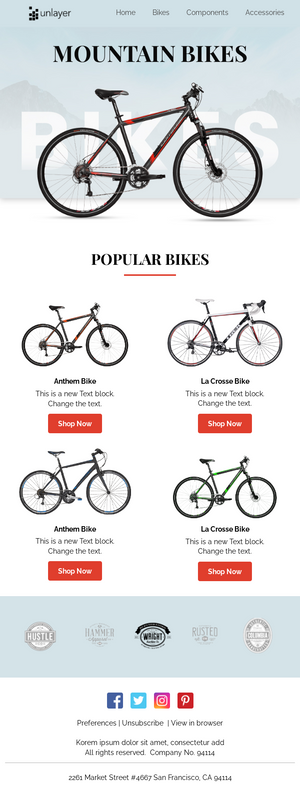 unlayer
Home Bikes Components Accessories
MOUNTAIN BIKES
BIKES
POPULAR BIKES
Anthem Bike
This is a new Text block.
Change the text.
Shop Now
La Crosse Bike
This is a new Text block.
Change the text.
Shop Now
Anthem Bike
This is a new Text block.
Change the text.
Shop Now
La Crosse Bike
This is a new Text block.
Change the text.
Shop Now
HUSTLE
HAMMER
WRIGHT
RUSTED
COLUMBIA
Preferences | Unsubscribe | View in browser
Korem ipsum dolor sit amet, consectetur add
All rights reserved. Company No. 94114
2261 Market Street #4667 San Francisco, CA 94114